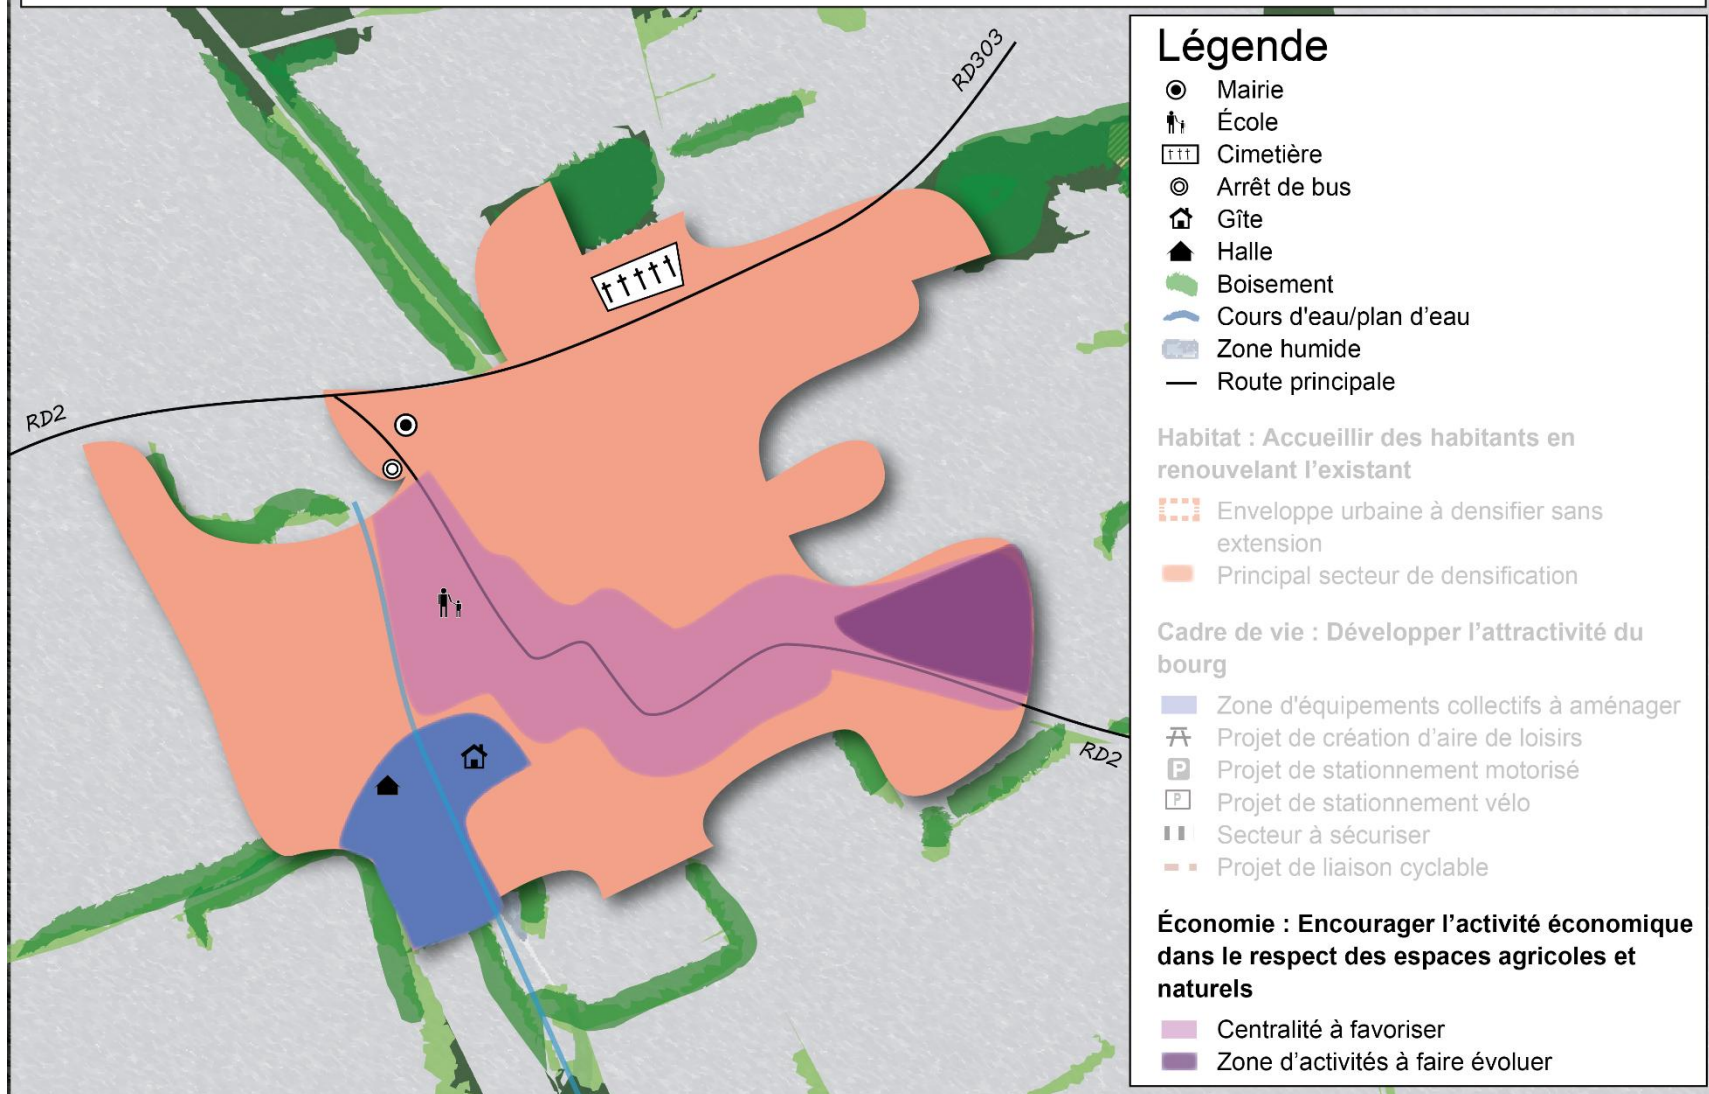 RD303
RD2
RD2
Légende
Mairie
École
Cimetière
Arrêt de bus
Gîte
Halle
Boisement
Cours d'eau/plan d’eau
Zone humide
Route principale
Habitat : Accueillir des habitants en
renouvelant l’existant
Enveloppe urbaine à densifier sans
extension
Principal secteur de densification
Cadre de vie : Développer l’attractivité du
bourg
Zone d'équipements collectifs à aménager
Projet de création d’aire de loisirs
P Projet de stationnement motorisé
P Projet de stationnement vélo
Secteur à sécuriser
Projet de liaison cyclable
Économie : Encourager l’activité économique
dans le respect des espaces agricoles et
naturels
Centralité à favoriser
Zone d’activités à faire évoluer